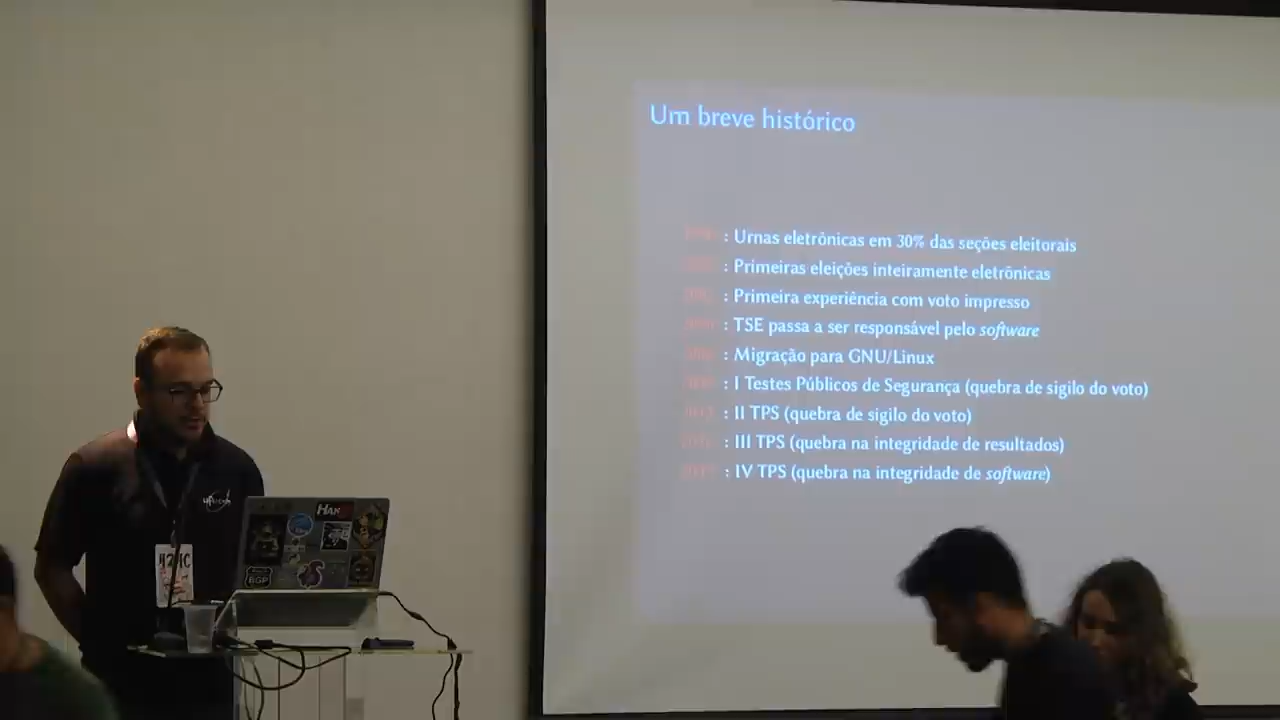 Um breve histórico
: Urnas eletrônicas em 30% das seções eleitorais
: Primeiras eleições inteiramente eletrônicas
: Primeira experiência com voto impresso
: TSE passa a ser responsável pelo software
: Migração para GNU/Linux
: I Testes Públicos de Segurança (quebra de sigilo do voto)
: II TPS (quebra de sigilo do voto)
: III TPS (quebra na integridade de resultados)
: IV TPS (quebra na integridade de software)
H2HC
BGP